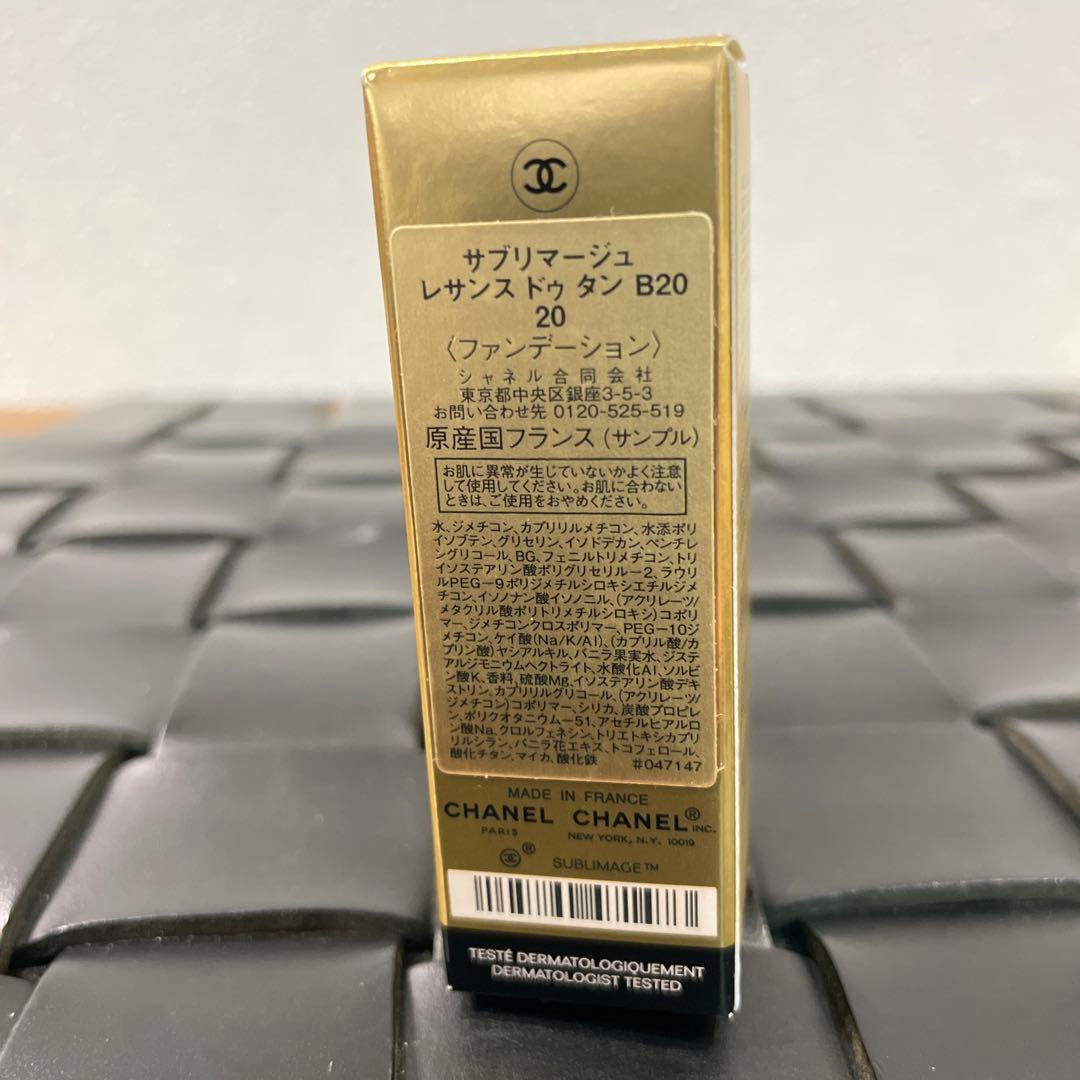 サブリマージュ
レサンス ドゥ タン B20
20
〈ファンデーション〉
シャネル合同会社
東京都中央区銀座3-5-3
お問い合わせ先 0120-525-519
原産国フランス(サンプル)
お肌に異常が生じていないかよく注意
して使用してください。お肌に合わない
ときは、ご使用をおやめください。
水、ジメチコン、カプリリルメチコン、水添ポリ
イソブテン、グリセリン、イソドデカン、ペンチレ
ングリコール、BG、フェニルトリメチコン、トリ
イソステアリン酸ポリグリセリル-2、ラウリ
ルPEG-9ポリジメチルシロキシエチルジメ
チコン、イソノナン酸イソノニル、(アクリレーツ/
メタクリル酸ポリトリメチルシロキシ)コポリ
マー、ジメチコンクロスポリマー、PEG-10ジ
メチコン、ケイ酸(Na/K/Al)、(カプリル酸/カ
プリン酸)ヤシアルキル、バニラ果実水、ジステ
アルジモニウムヘクトライト、水酸化Al、ソルビ
ン酸K、香料、硫酸Mg、イソステアリン酸デキ
ストリン、カプリリルグリコール、(アクリレーツ/
ジメチコン)コポリマー、シリカ、炭酸プロピレ
ン、ポリクオタニウム-51、アセチルヒアルロ
ン酸Na、クロルフェネシン、トリエトキシカプリ
リルシラン、バニラ花エキス、トコフェロール、
酸化チタン、マイカ、酸化鉄 #047147
MADE IN FRANCE
CHANEL CHANEL® INC.
PARIS NEW YORK, N.Y. 10019
® SUBLIMAGE™
TESTÉ DERMATOLOGIQUEMENT
DERMATOLOGIST TESTED